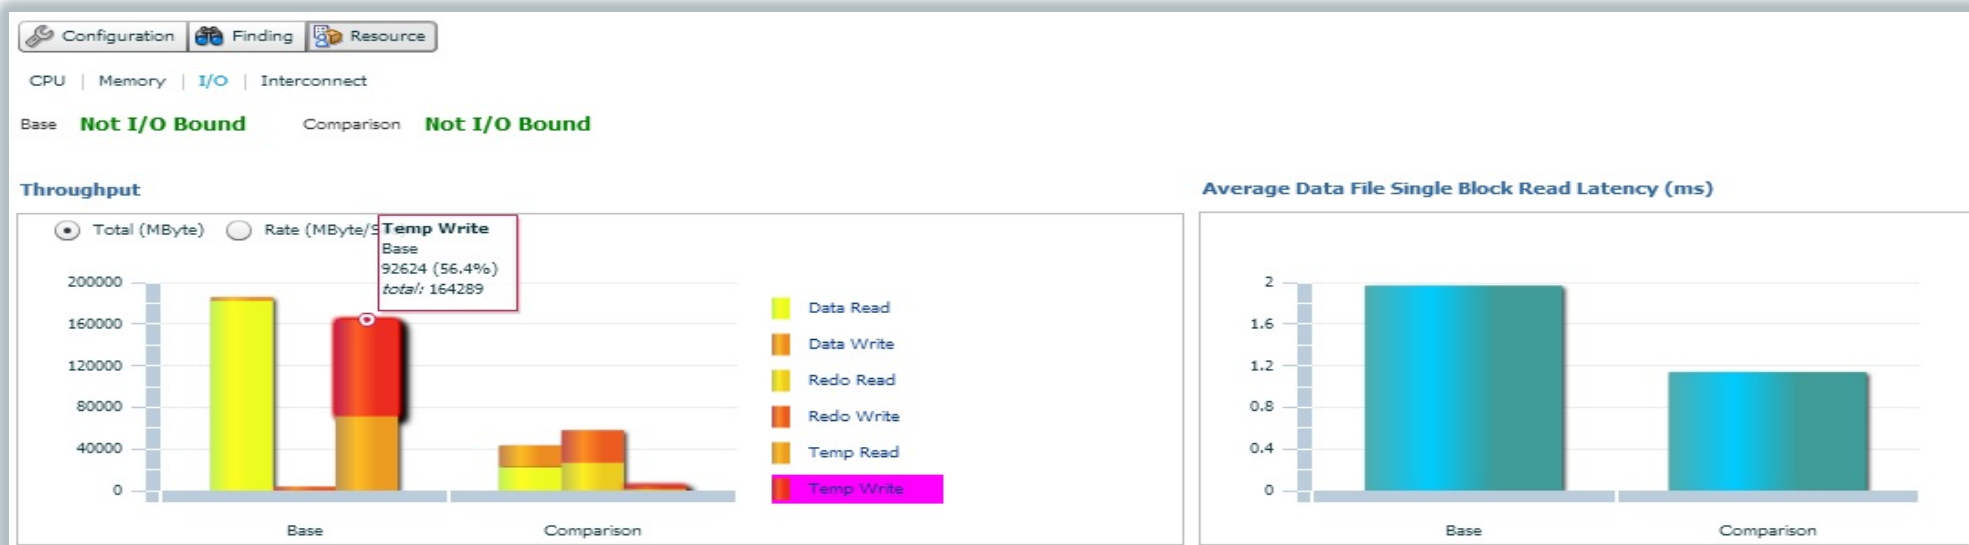 Configuration Finding Resource
CPU | Memory | I/O | Interconnect
Base Not I/O Bound Comparison Not I/O Bound
Throughput
Total (MByte) Rate (MByte/S
Temp Write
Base
92624 (56.4%)
total: 164289
200000
160000
120000
80000
40000
0
Base Comparison
Data Read
Data Write
Redo Read
Redo Write
Temp Read
Temp Write
Average Data File Single Block Read Latency (ms)
2
1.6
1.2
0.8
0.4
0
Base Comparison